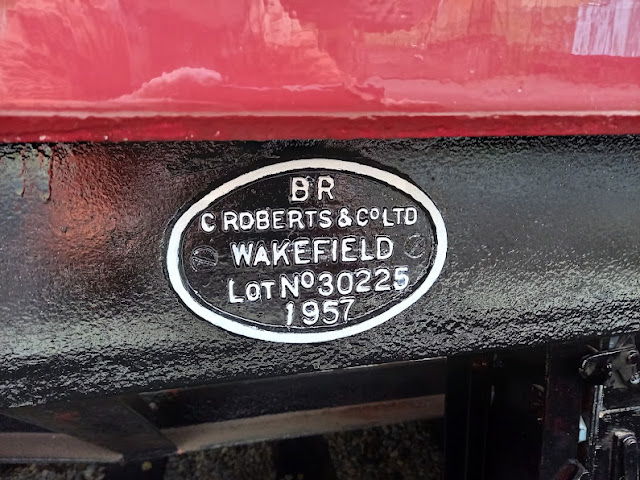 BR
C ROBERTS & Co LTD
WAKEFIELD
LOT No 30225
1957